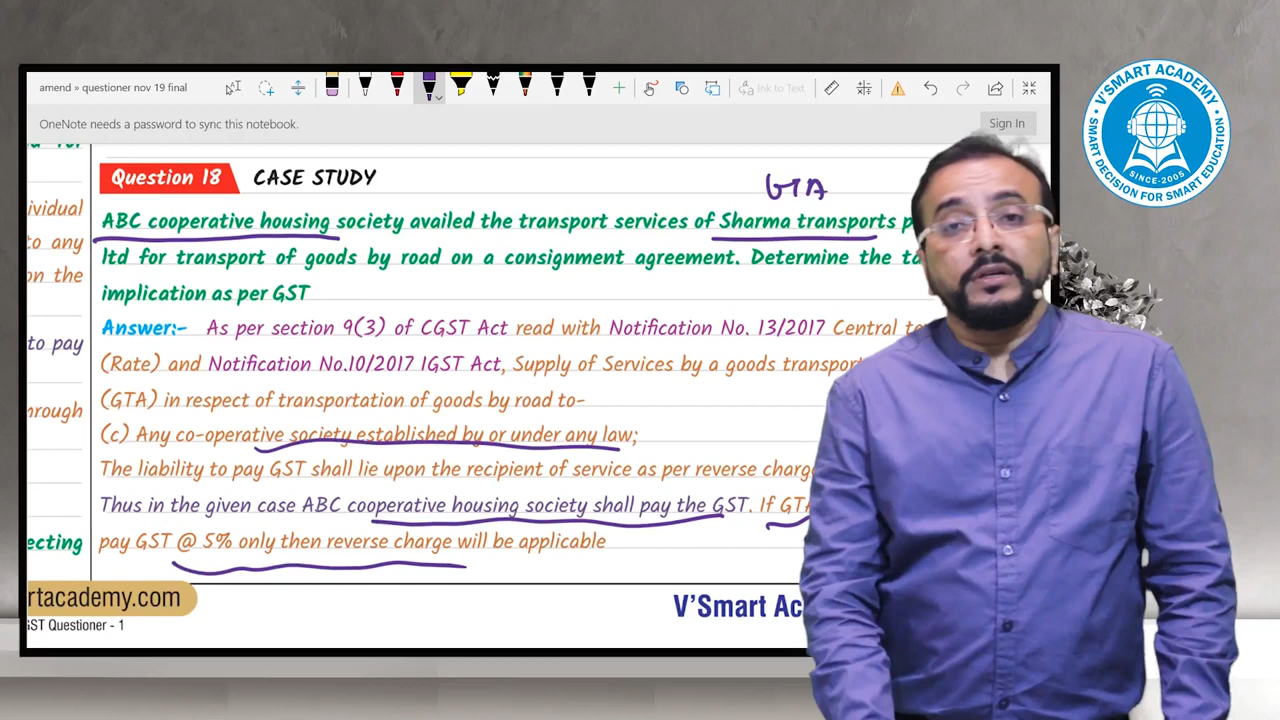 amend » questioner nov 19 final
Ink to Text
OneNote needs a password to sync this notebook.
Sign In
Question 18 CASE STUDY
GTA
ABC cooperative housing society availed the transport services of Sharma transports
ltd for transport of goods by road on a consignment agreement. Determine the
implication as per GST
Answer:- As per section 9(3) of CGST Act read with Notification No. 13/2017 Central
(Rate) and Notification No.10/2017 IGST Act, Supply of Services by a goods
(GTA) in respect of transportation of goods by road to-
(c) Any co-operative society established by or under any law;
The liability to pay GST shall lie upon the recipient of service as per reverse
Thus in the given case ABC cooperative housing society shall pay the GST. If
pay GST @ 5% only then reverse charge will be applicable
ividual
to any
on the
to pay
hrough
ecting
rtacademy.com
GST Questioner - 1
V'Smart
V'SMART ACADEMY
SMART DECISION FOR SMART EDUCATION
SINCE-2005